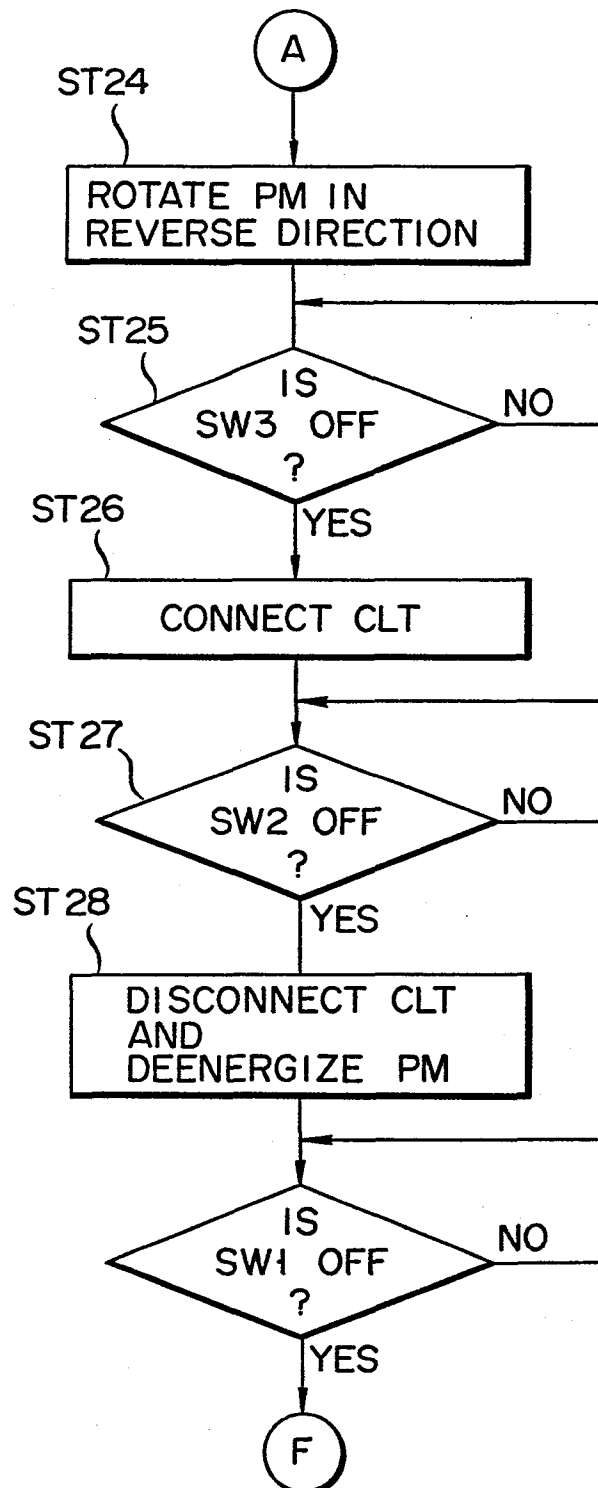 A
ST24
ROTATE PM IN
REVERSE DIRECTION
ST25
IS
SW3 OFF
?
NO
YES
ST26
CONNECT CLT
ST27
IS
SW2 OFF
?
NO
YES
ST28
DISCONNECT CLT
AND
DEENERGIZE PM
IS
SW1 OFF
?
NO
YES
F